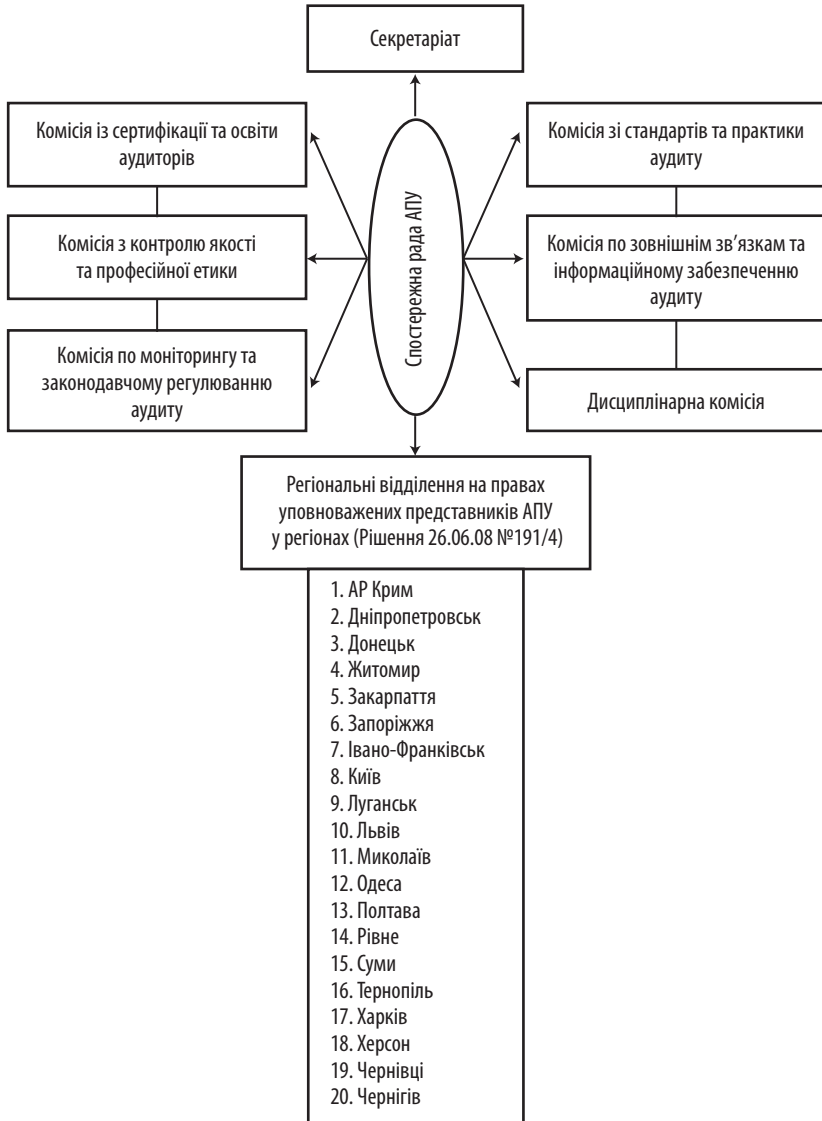 Секретаріат
Комісія із сертифікації та освіти
аудиторів
Комісія з контролю якості
та професійної етики
Комісія по моніторингу та
законодавчому регулюванню
аудиту
Спостережна рада АПУ
Комісія зі стандартів та практики
аудиту
Комісія по зовнішнім зв’язкам та
інформаційному забезпеченню
аудиту
Дисциплінарна комісія
Регіональні відділення на правах
уповноважених представників АПУ
у регіонах (Рішення 26.06.08 №191/4)
1. АР Крим
2. Дніпропетровськ
3. Донецьк
4. Житомир
5. Закарпаття
6. Запоріжжя
7. Івано-Франківськ
8. Київ
9. Луганськ
10. Львів
11. Миколаїв
12. Одеса
13. Полтава
14. Рівне
15. Суми
16. Тернопіль
17. Харків
18. Херсон
19. Чернівці
20. Чернігів